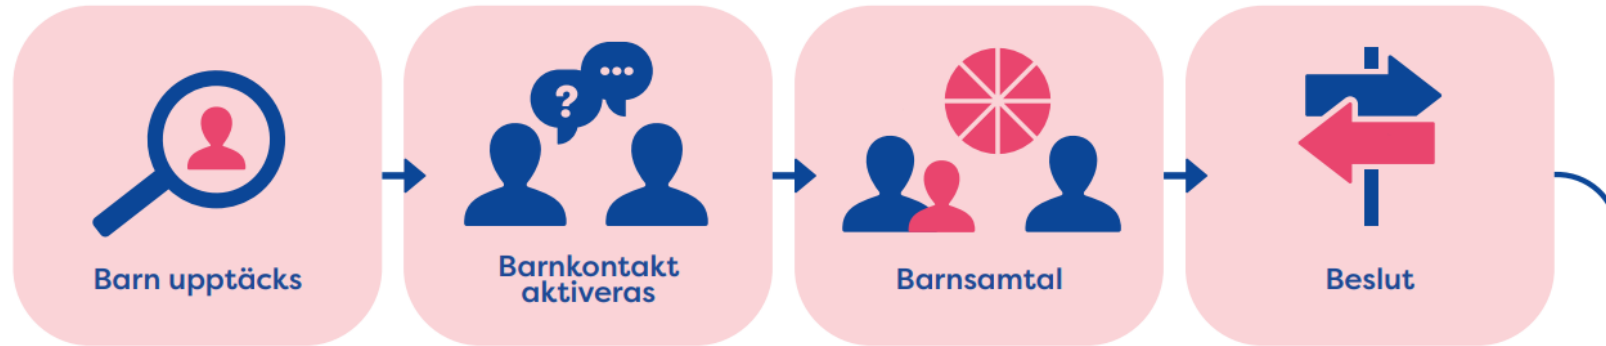 ?
Barn upptäcks
Barnkontakt
aktiveras
Barnsamtal
Beslut